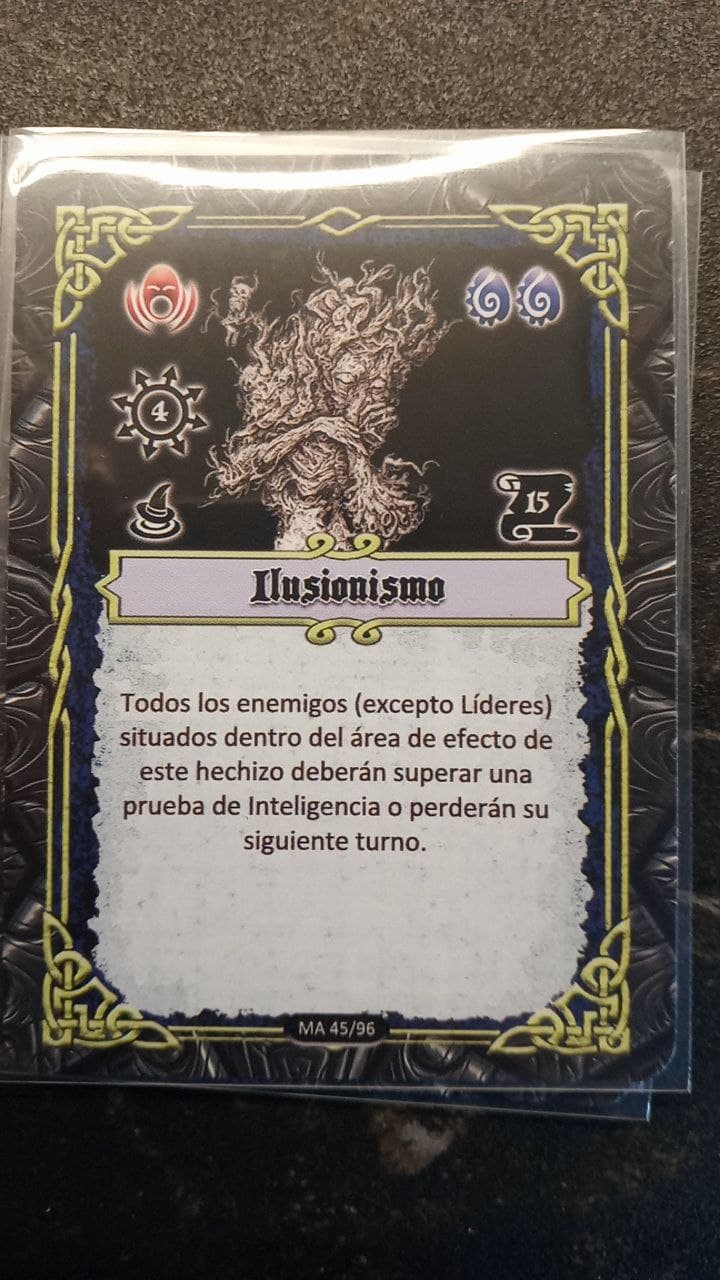 4
15
Ilusionismo
Todos los enemigos (excepto Líderes)
situados dentro del área de efecto de
este hechizo deberán superar una
prueba de Inteligencia o perderán su
siguiente turno.
MA 45/96